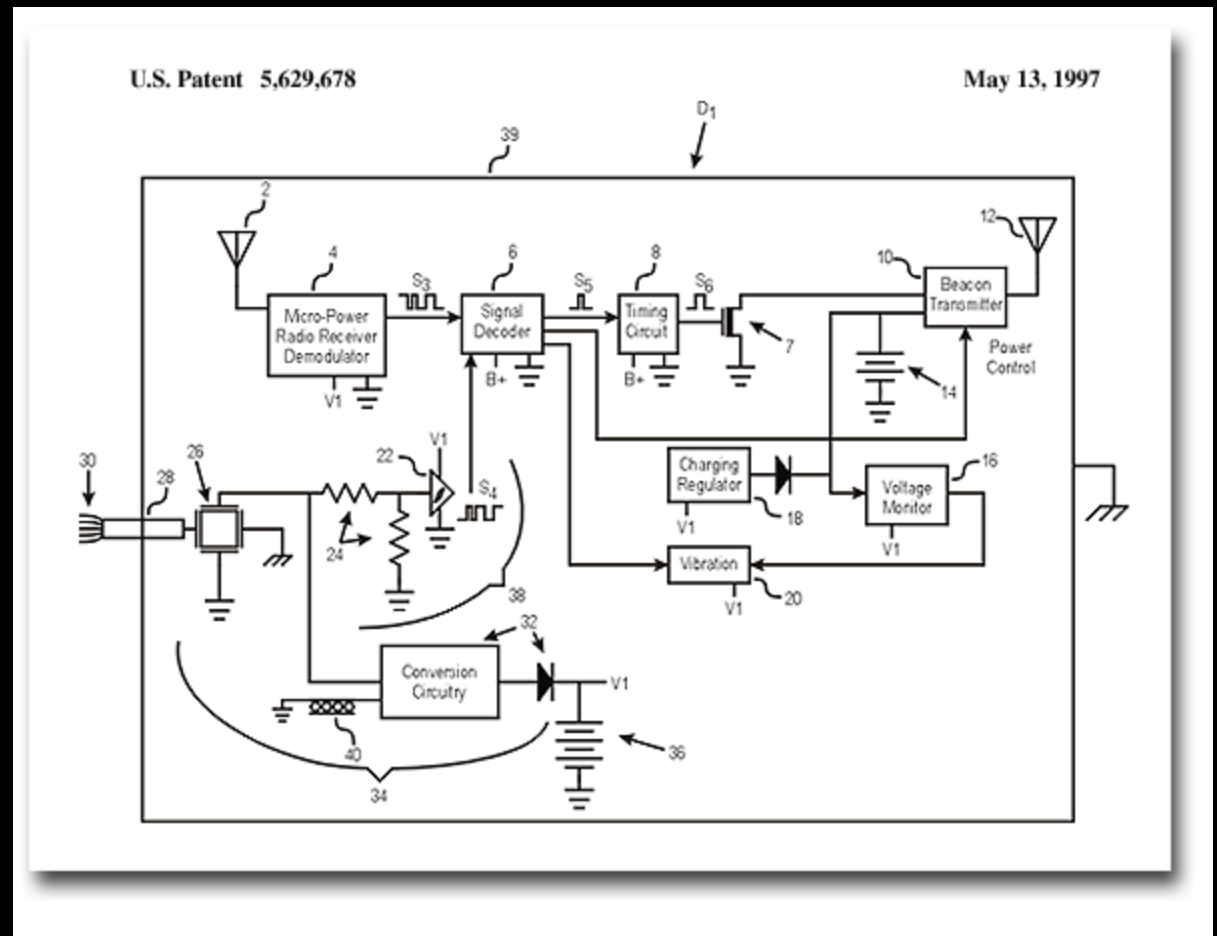 U.S. Patent 5,629,678
May 13, 1997
D1
39
2
12
4
S3
6
S5
8
S6
10
Beacon
Transmitter
Micro-Power
Radio Receiver
Demodulator
Signal
Decoder
Timing
Circuit
7
Power
Control
V1
B+
B+
14
30
28
26
22
V1
S4
24
Charging
Regulator
18
V1
Voltage
Monitor
16
V1
Vibration
20
V1
38
32
Conversion
Circuitry
V1
40
36
34